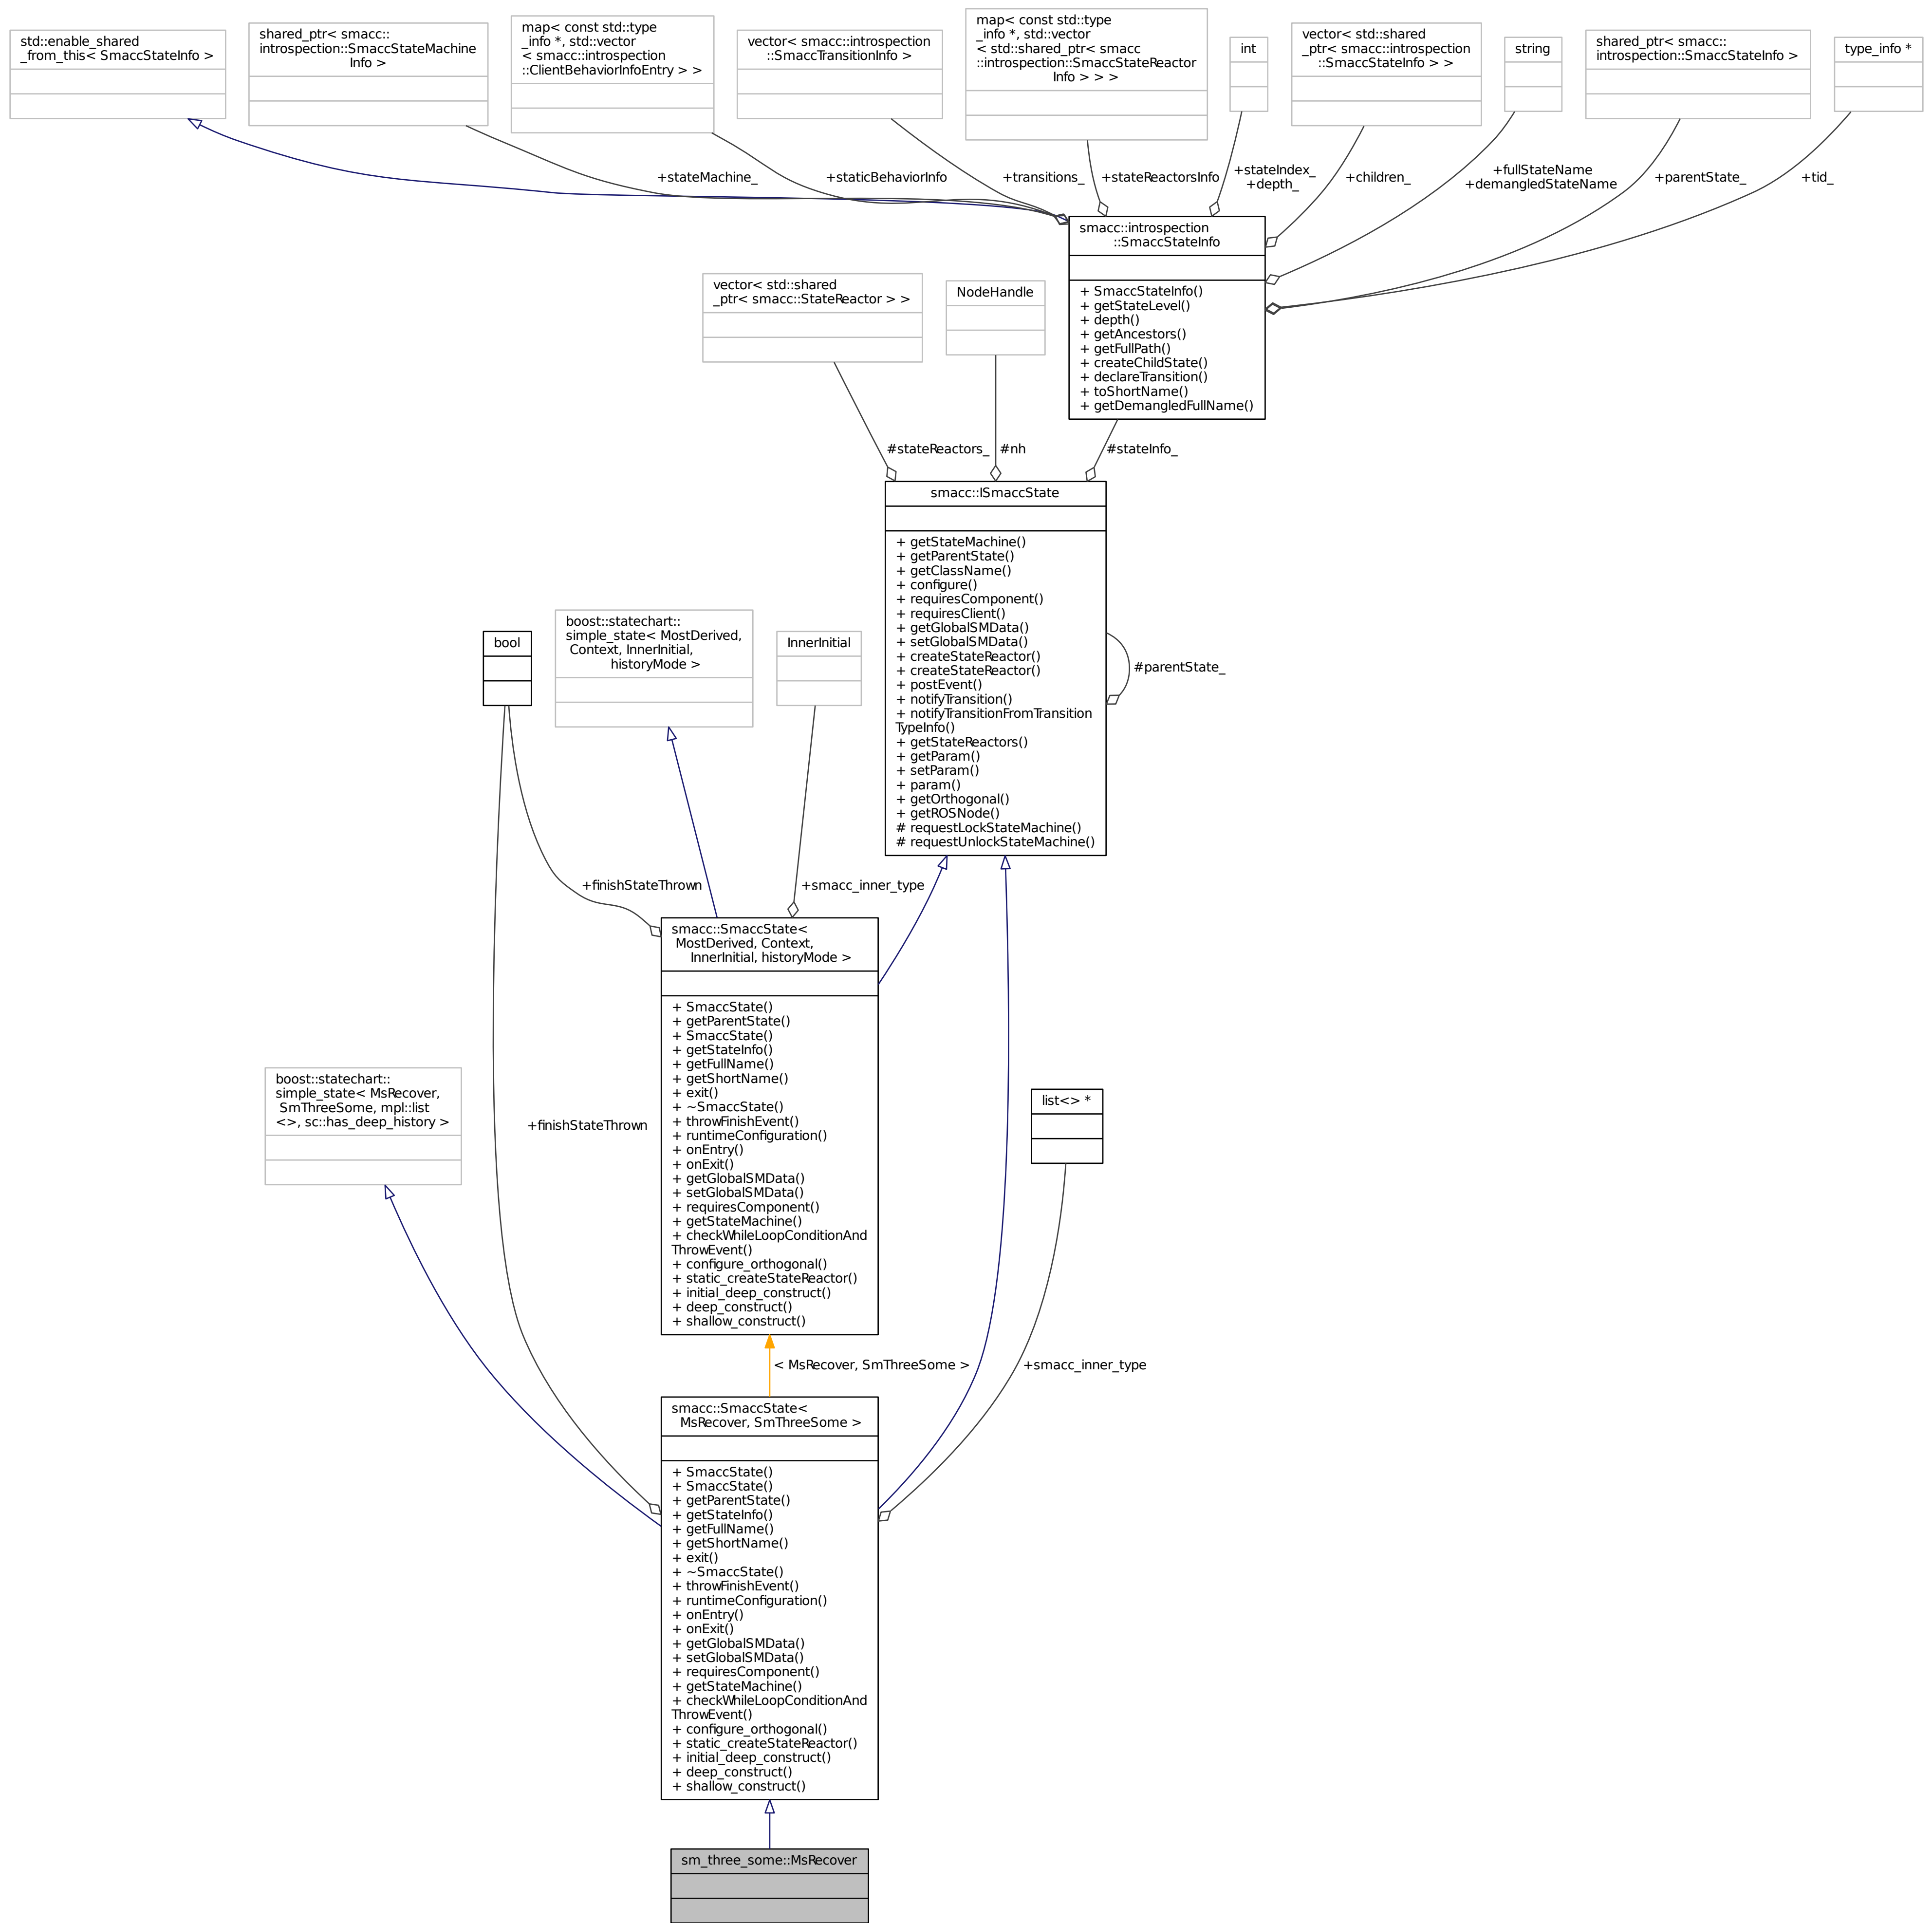 std::enable_shared
_from_this< SmaccStateInfo >
shared_ptr< smacc::
introspection::SmaccStateMachine
Info >
map< const std::type
_info *, std::vector
< smacc::introspection
::ClientBehaviorInfoEntry > >
vector< smacc::introspection
::SmaccTransitionInfo >
map< const std::type
_info *, std::vector
< std::shared_ptr< smacc
::introspection::SmaccStateReactor
Info > > >
int
vector< std::shared
_ptr< smacc::introspection
::SmaccStateInfo > >
string
shared_ptr< smacc::
introspection::SmaccStateInfo >
type_info *
+stateMachine_
+staticBehaviorInfo
+transitions_
+stateReactorsInfo
+stateIndex_
+depth_
+children_
+fullStateName
+demangledStateName
+parentState_
+tid_
smacc::introspection
::SmaccStateInfo
+ SmaccStateInfo()
+ getStateLevel()
+ depth()
+ getAncestors()
+ getFullPath()
+ createChildState()
+ declareTransition()
+ toShortName()
+ getDemangledFullName()
vector< std::shared
_ptr< smacc::StateReactor > >
NodeHandle
#stateReactors_
#nh
#stateInfo_
smacc::ISmaccState
+ getStateMachine()
+ getParentState()
+ getClassName()
+ configure()
+ requiresComponent()
+ requiresClient()
+ getGlobalSMData()
+ setGlobalSMData()
+ createStateReactor()
+ createStateReactor()
+ postEvent()
+ notifyTransition()
+ notifyTransitionFromTransition
TypeInfo()
+ getStateReactors()
+ getParam()
+ setParam()
+ param()
+ getOrthogonal()
+ getROSNode()
# requestLockStateMachine()
# requestUnlockStateMachine()
#parentState_
bool
boost::statechart::
simple_state< MostDerived,
Context, InnerInitial,
historyMode >
InnerInitial
+finishStateThrown
+smacc_inner_type
smacc::SmaccState<
MostDerived, Context,
InnerInitial, historyMode >
+ SmaccState()
+ getParentState()
+ SmaccState()
+ getStateInfo()
+ getFullName()
+ getShortName()
+ exit()
+ ~SmaccState()
+ throwFinishEvent()
+ runtimeConfiguration()
+ onEntry()
+ onExit()
+ getGlobalSMData()
+ setGlobalSMData()
+ requiresComponent()
+ getStateMachine()
+ checkWhileLoopConditionAnd
ThrowEvent()
+ configure_orthogonal()
+ static_createStateReactor()
+ initial_deep_construct()
+ deep_construct()
+ shallow_construct()
boost::statechart::
simple_state< MsRecover,
SmThreeSome, mpl::list
<>, sc::has_deep_history >
+finishStateThrown
list<> *
< MsRecover, SmThreeSome >
+smacc_inner_type
smacc::SmaccState<
MsRecover, SmThreeSome >
+ SmaccState()
+ SmaccState()
+ getParentState()
+ getStateInfo()
+ getFullName()
+ getShortName()
+ exit()
+ ~SmaccState()
+ throwFinishEvent()
+ runtimeConfiguration()
+ onEntry()
+ onExit()
+ getGlobalSMData()
+ setGlobalSMData()
+ requiresComponent()
+ getStateMachine()
+ checkWhileLoopConditionAnd
ThrowEvent()
+ configure_orthogonal()
+ static_createStateReactor()
+ initial_deep_construct()
+ deep_construct()
+ shallow_construct()
sm_three_some::MsRecover